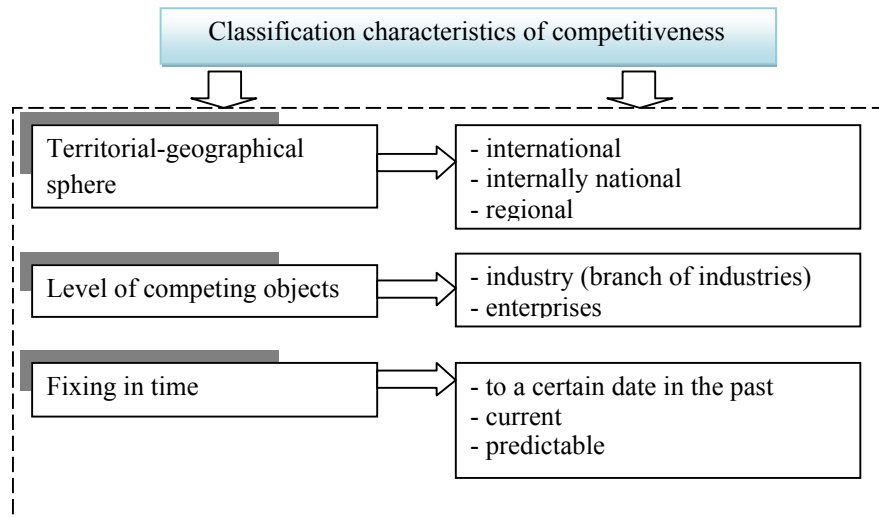 Classification characteristics of competitiveness
Territorial-geographical
sphere
- international
- internally national
- regional
Level of competing objects
- industry (branch of industries)
- enterprises
Fixing in time
- to a certain date in the past
- current
- predictable